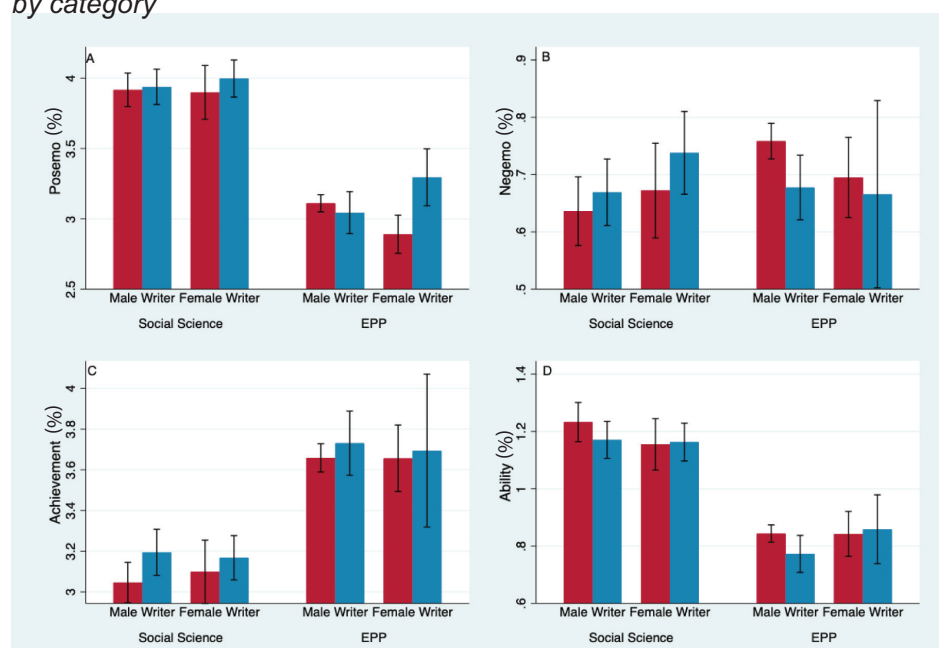 by category
A
Posemo (%)
4
3.5
3
2.5
Male Writer Female Writer Male Writer Female Writer
Social Science EPP
B
Negemo (%)
.9
.8
.7
.6
.5
Male Writer Female Writer Male Writer Female Writer
Social Science EPP
C
Achievement (%)
4
3.8
3.6
3.4
3.2
3
Male Writer Female Writer Male Writer Female Writer
Social Science EPP
D
Ability (%)
1.4
1.2
1
.8
.6
Male Writer Female Writer Male Writer Female Writer
Social Science EPP